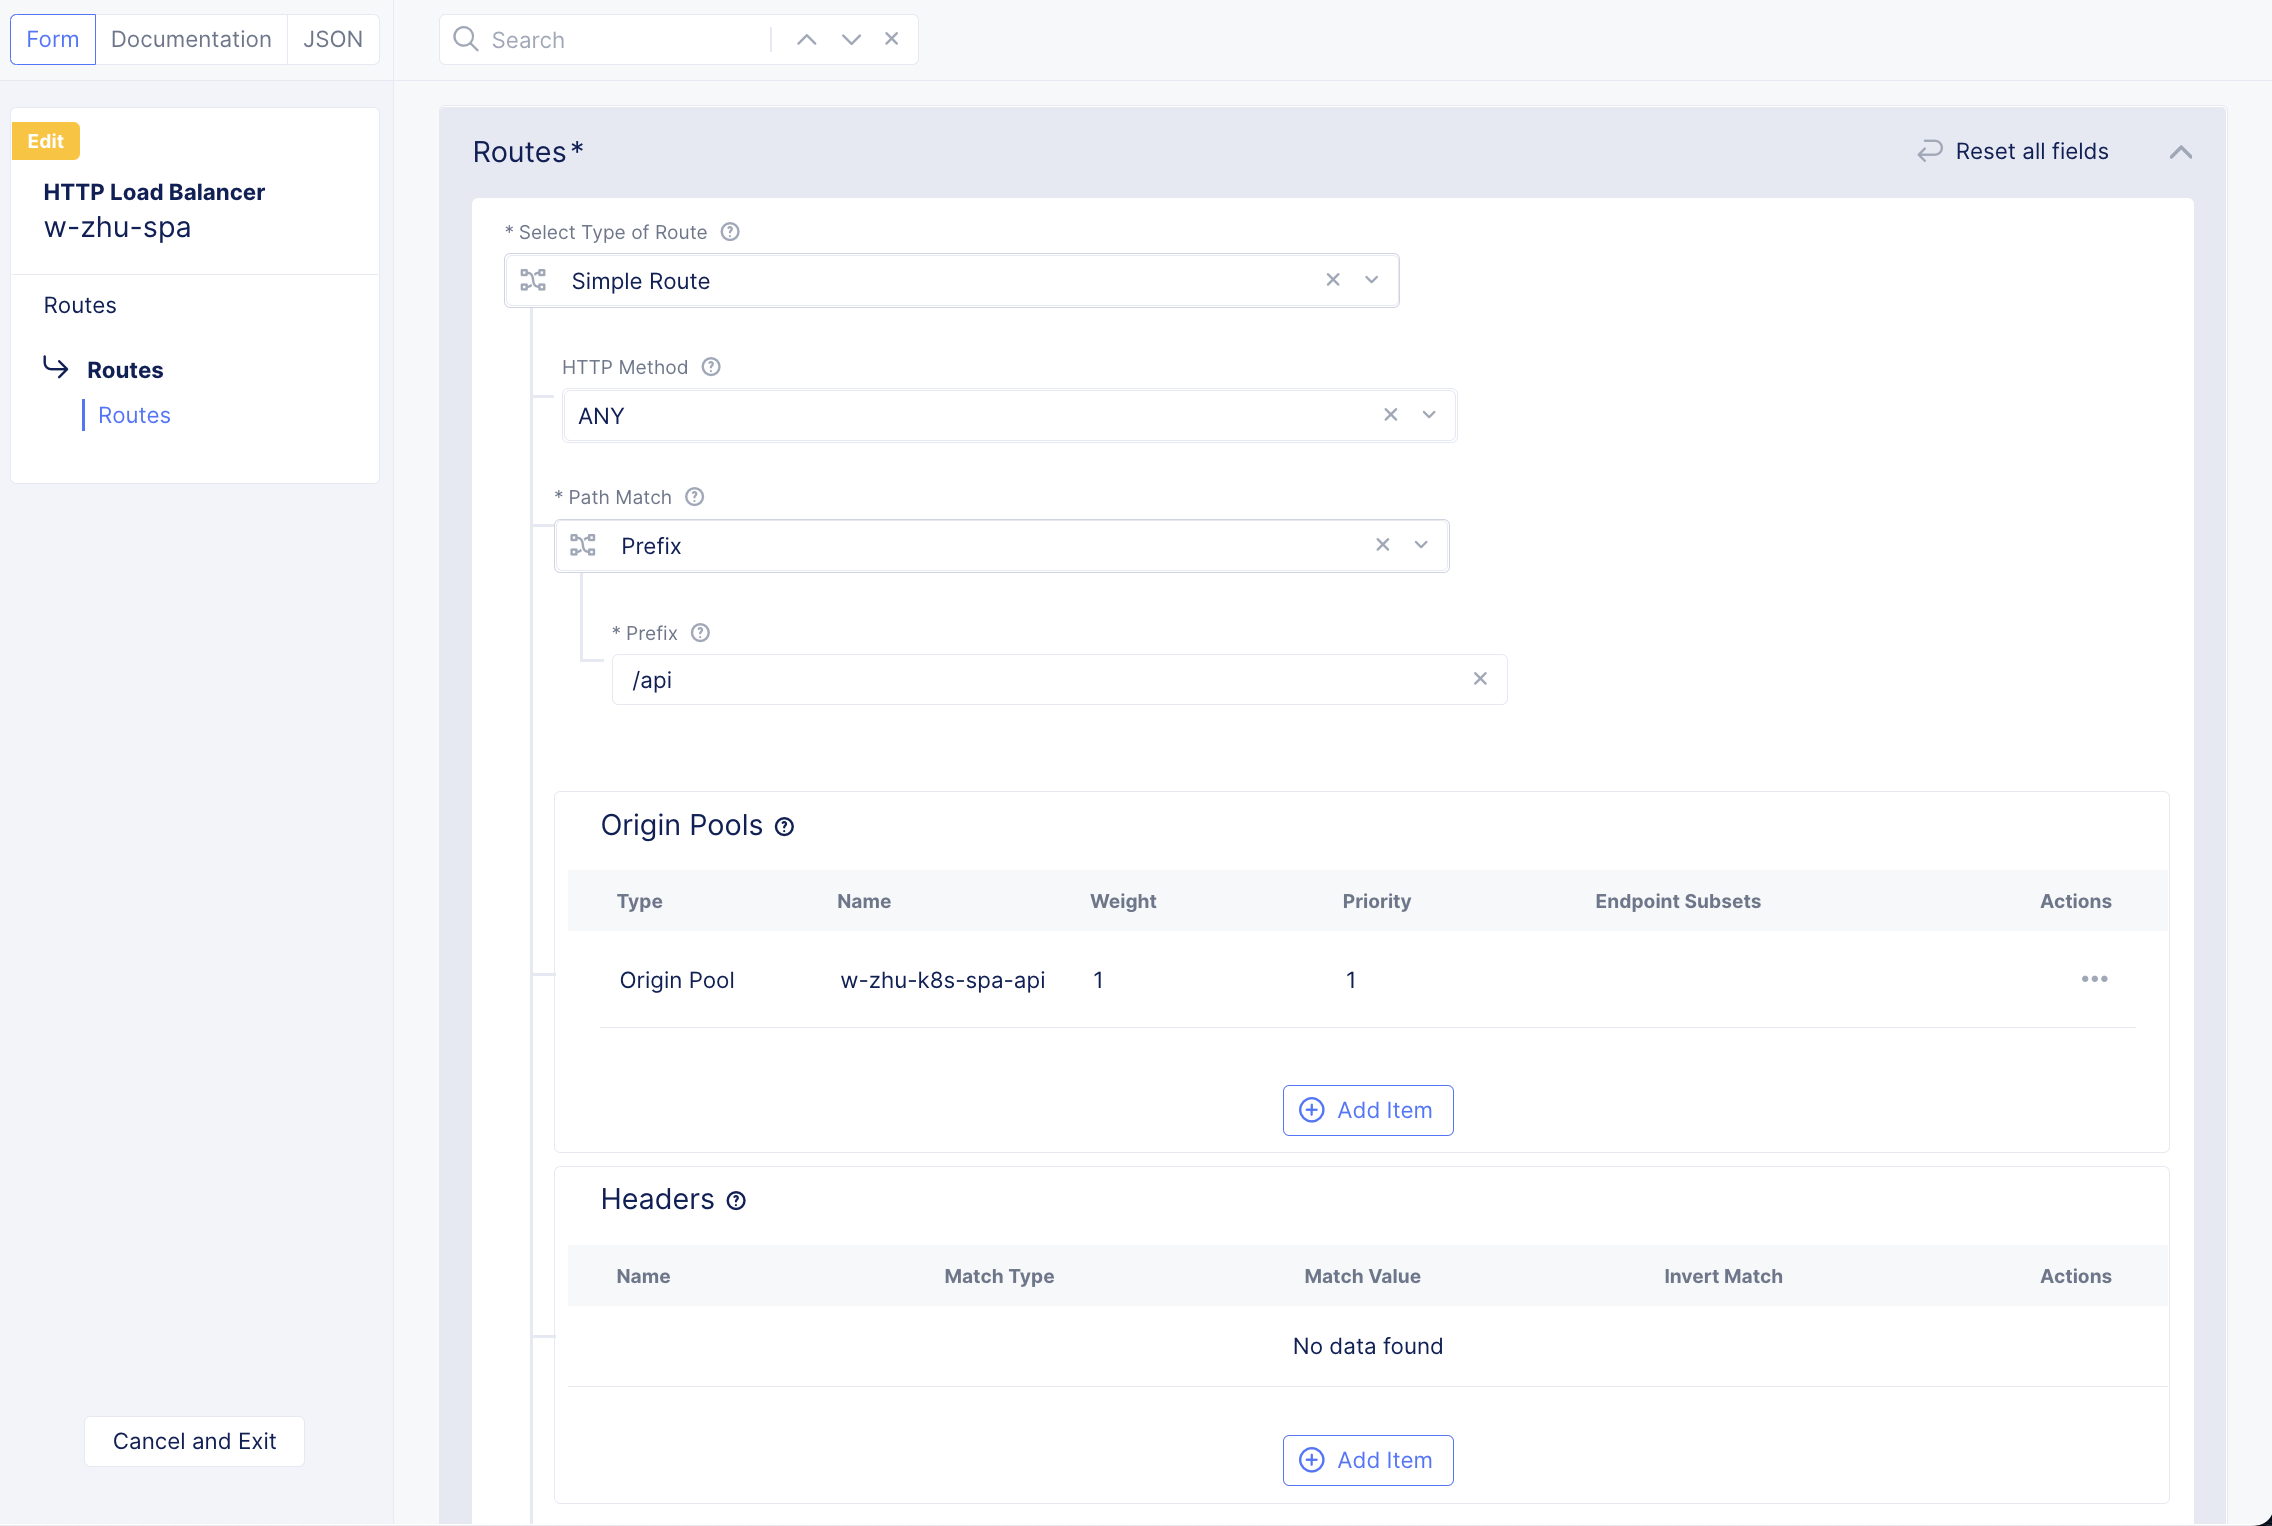 Form Documentation JSON
Search
Edit
HTTP Load Balancer
w-zhu-spa
Routes
Routes
Routes
Cancel and Exit
Routes*
Reset all fields
* Select Type of Route
Simple Route
HTTP Method
ANY
* Path Match
Prefix
* Prefix
/api
Origin Pools
Type Name Weight Priority Endpoint Subsets Actions
Origin Pool w-zhu-k8s-spa-api 1 1
Add Item
Headers
Name Match Type Match Value Invert Match Actions
No data found
Add Item